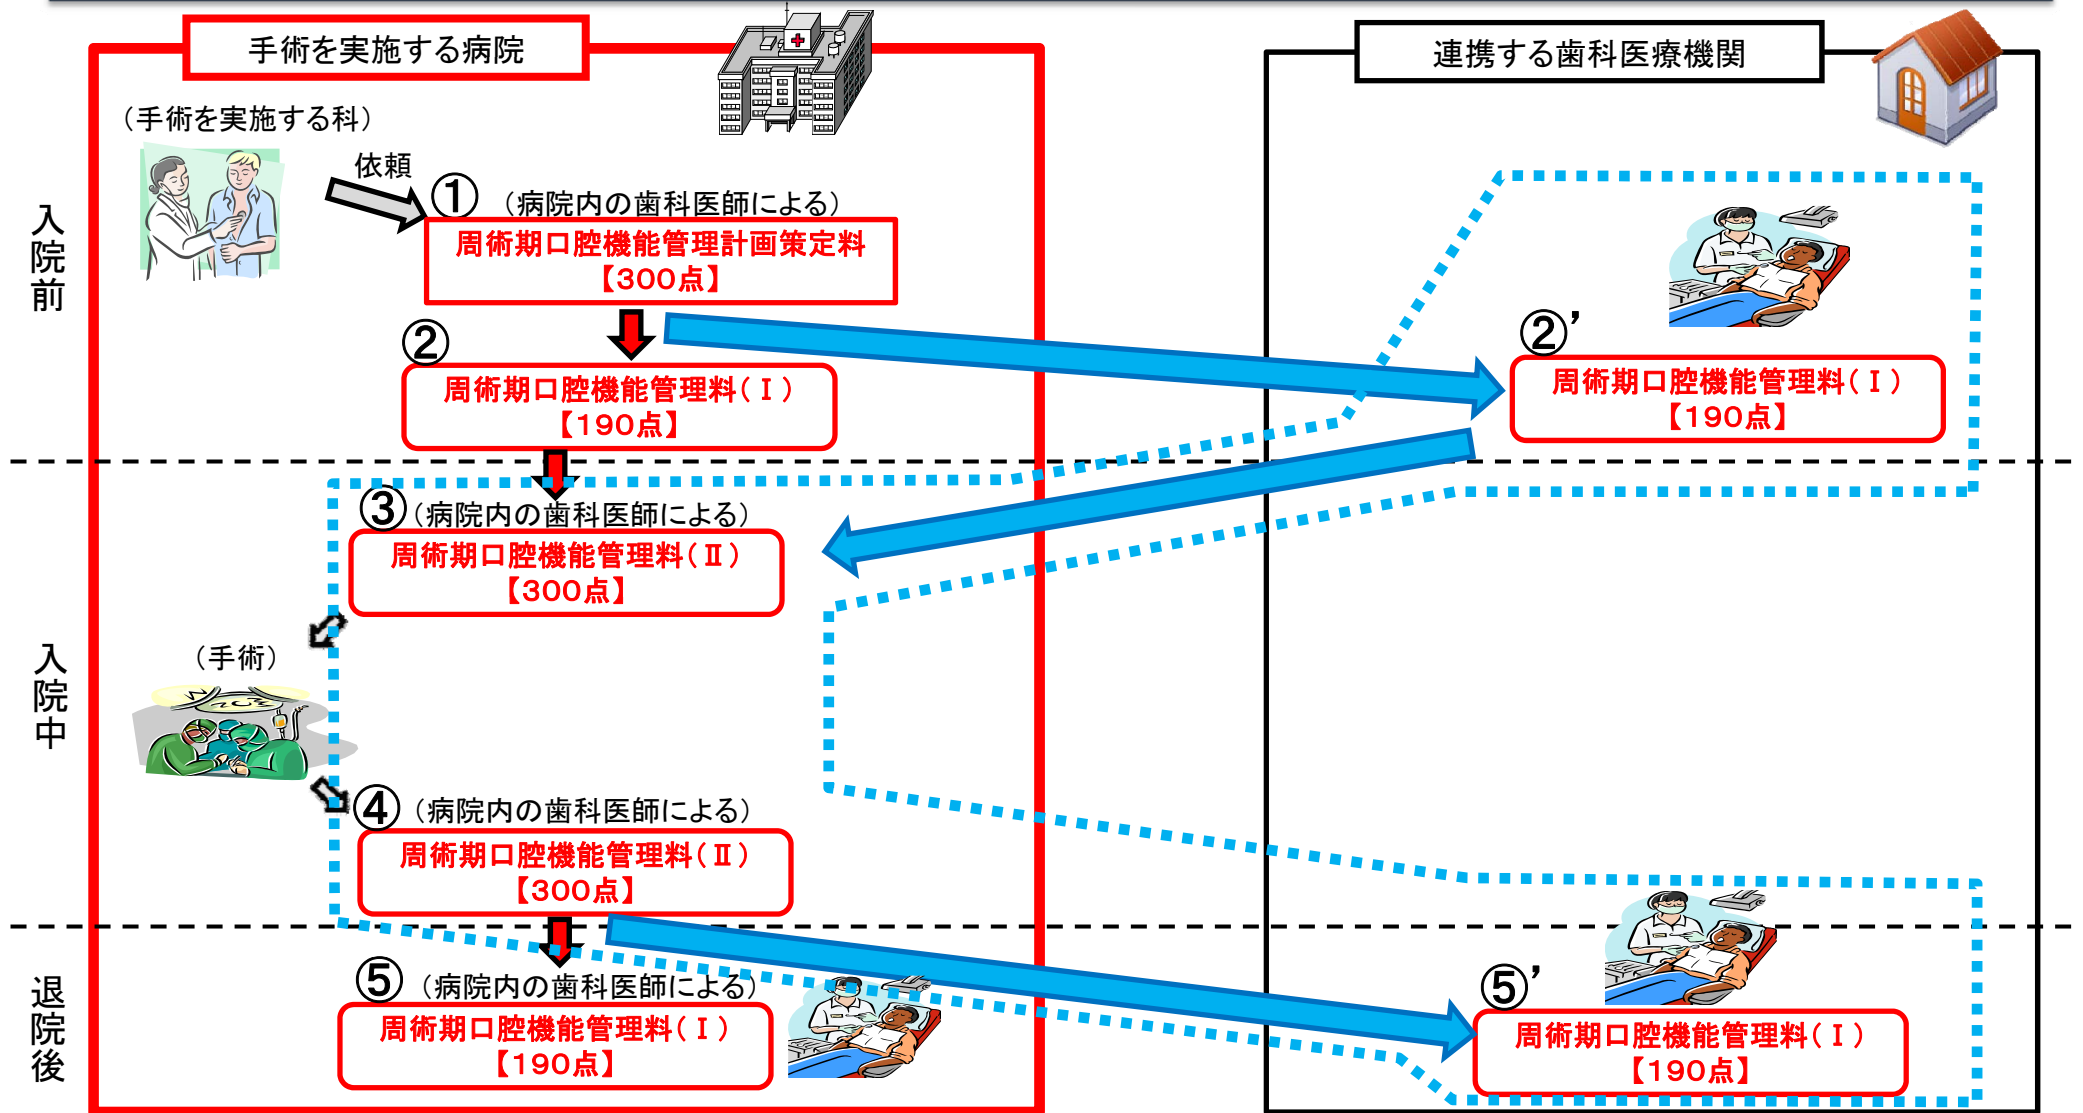 手術を実施する病院
連携する歯科医療機関
（手術を実施する科）
依頼
入院前
①
（病院内の歯科医師による）
周術期口腔機能管理計画策定料
【300点】
②
周術期口腔機能管理料（Ⅰ）
【190点】
②’
周術期口腔機能管理料（Ⅰ）
【190点】
入院中
③
（病院内の歯科医師による）
周術期口腔機能管理料（Ⅱ）
【300点】
（手術）
④
（病院内の歯科医師による）
周術期口腔機能管理料（Ⅱ）
【300点】
退院後
⑤
（病院内の歯科医師による）
周術期口腔機能管理料（Ⅰ）
【190点】
⑤’
周術期口腔機能管理料（Ⅰ）
【190点】